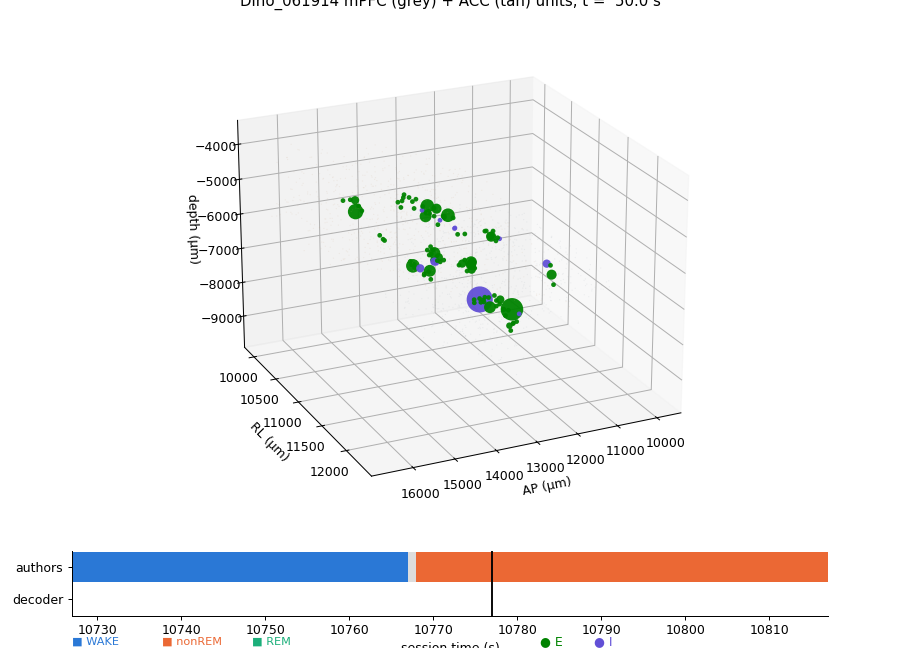 Dino_061914 mPFC (grey) + ACC (tan) units, t = 50.0 s
−4000
−5000
−6000
−7000
−8000
−9000
depth (µm)
10000
10500
11000
11500
12000
RL (µm)
16000
15000
14000
13000
12000
11000
10000
AP (µm)
authors
decoder
10730
10740
10750
10760
10770
10780
10790
10800
10810
WAKE
nonREM
REM
session time (s)
E
I